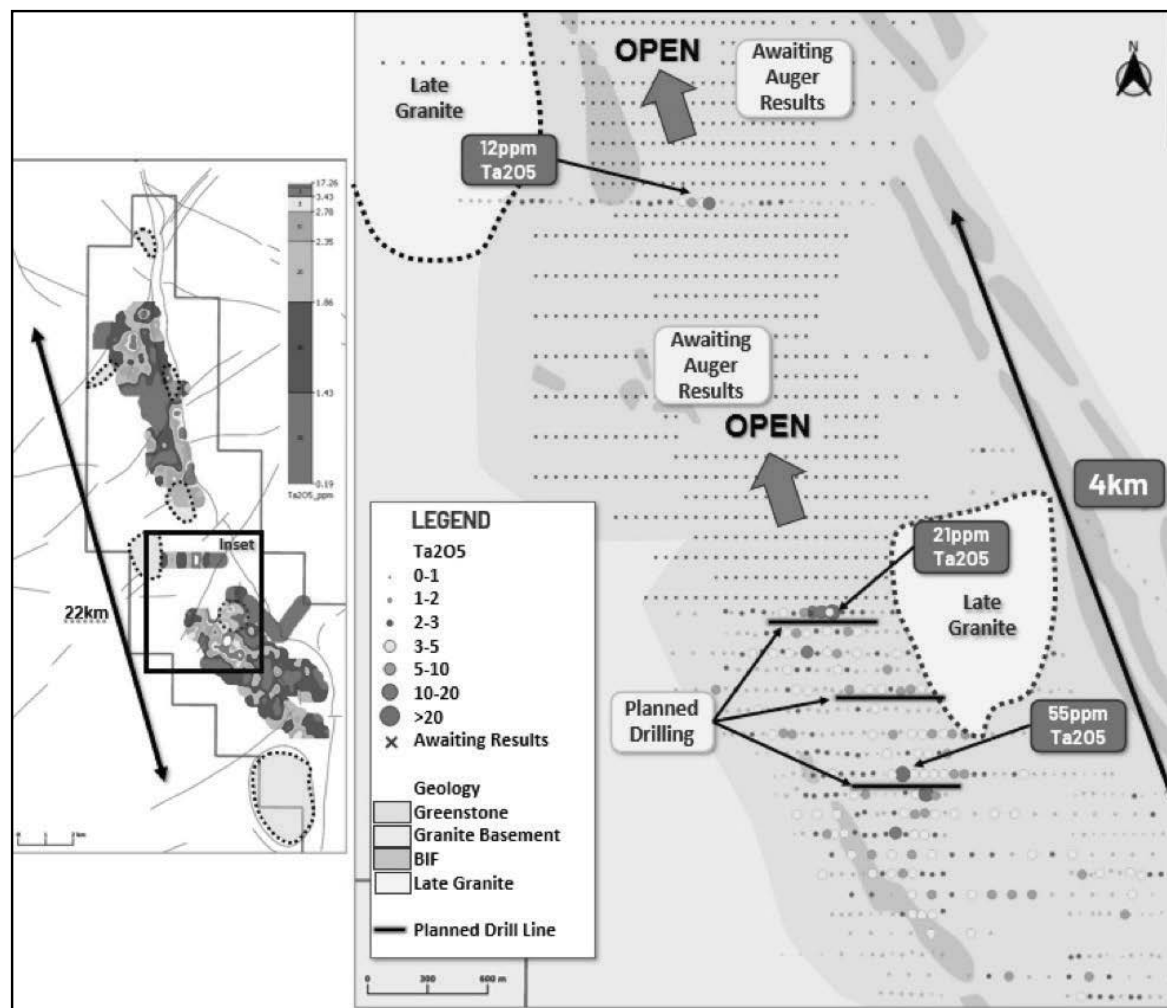 17.26
3.43
2.78
2.35
1.86
1.43
0.19
Ta2O5_ppm
Inset
22km
km
N
OPEN
Awaiting
Auger
Results
Late
Granite
12ppm
Ta2O5
Awaiting
Auger
Results
OPEN
4km
21ppm
Ta2O5
Late
Granite
Planned
Drilling
55ppm
Ta2O5
LEGEND
Ta2O5
0-1
1-2
2-3
3-5
5-10
10-20
>20
Awaiting Results
Geology
Greenstone
Granite Basement
BIF
Late Granite
Planned Drill Line
0 300 600 m